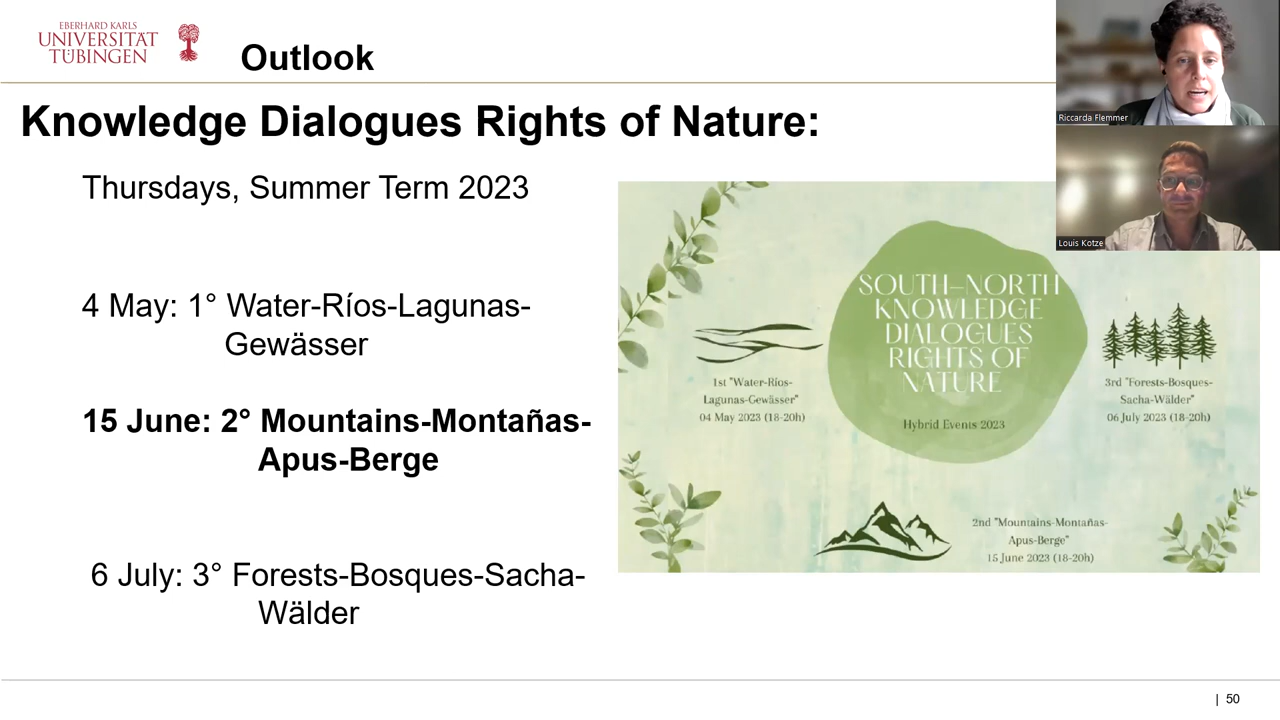 EBERHARD KARLS
UNIVERSITÄT
TÜBINGEN
Outlook
Knowledge Dialogues Rights of Nature:
Thursdays, Summer Term 2023
4 May: 1° Water-Ríos-Lagunas-
Gewässer
15 June: 2° Mountains-Montañas-
Apus-Berge
6 July: 3° Forests-Bosques-Sacha-
Wälder
SOUTH–NORTH
KNOWLEDGE
DIALOGUES
RIGHTS OF
NATURE
Hybrid Events 2023
1st "Water-Ríos-
Lagunas-Gewässer"
04 May 2023 (18-20h)
3rd "Forests-Bosques-
Sacha-Wälder"
06 July 2023 (18-20h)
2nd "Mountains-Montañas-
Apus-Berge"
15 June 2023 (18-20h)
Riccarda Flemmer
Louis Kotze
| 50